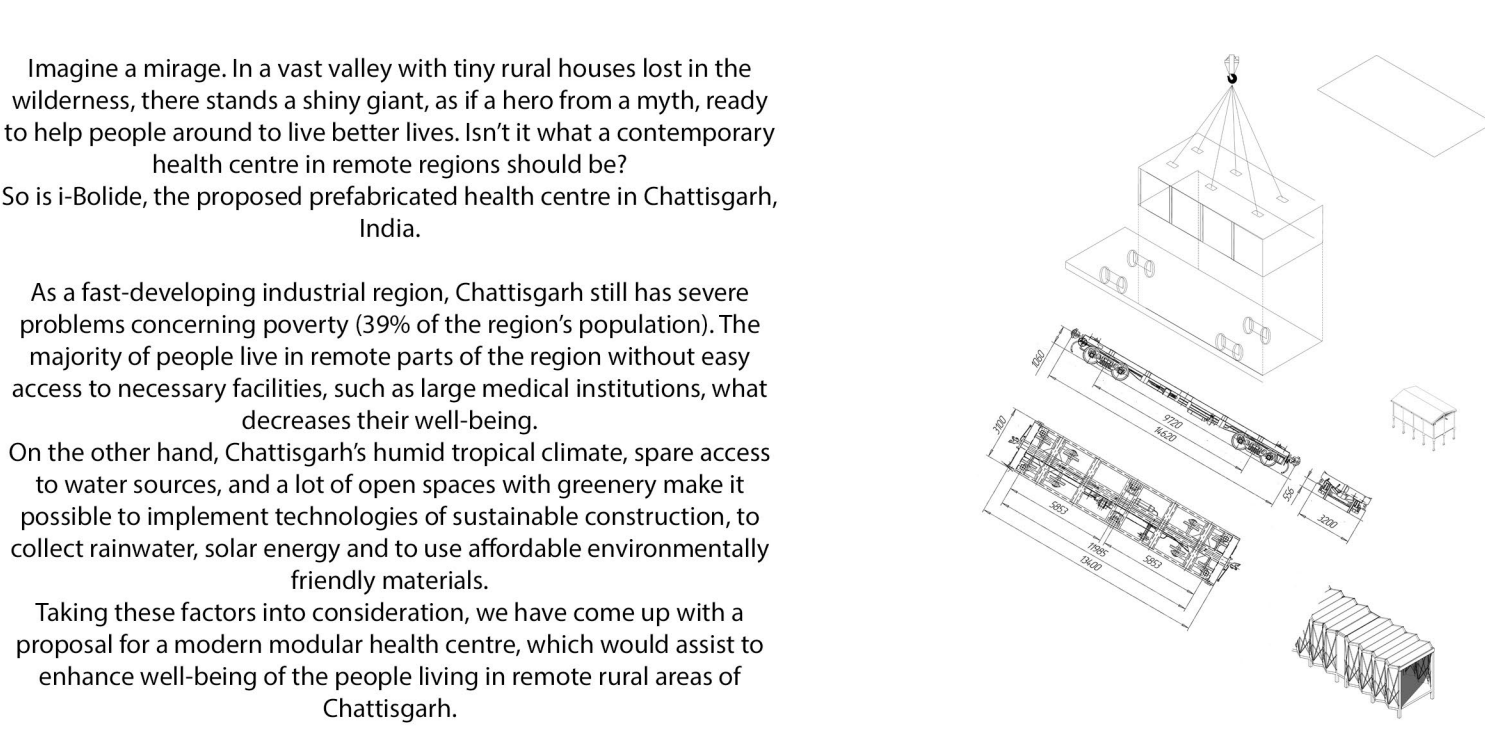 Imagine a mirage. In a vast valley with tiny rural houses lost in the
wilderness, there stands a shiny giant, as if a hero from a myth, ready
to help people around to live better lives. Isn’t it what a contemporary
health centre in remote regions should be?
So is i-Bolide, the proposed prefabricated health centre in Chattisgarh,
India.
As a fast-developing industrial region, Chattisgarh still has severe
problems concerning poverty (39% of the region’s population). The
majority of people live in remote parts of the region without easy
access to necessary facilities, such as large medical institutions, what
decreases their well-being.
On the other hand, Chattisgarh’s humid tropical climate, spare access
to water sources, and a lot of open spaces with greenery make it
possible to implement technologies of sustainable construction, to
collect rainwater, solar energy and to use affordable environmentally
friendly materials.
Taking these factors into consideration, we have come up with a
proposal for a modern modular health centre, which would assist to
enhance well-being of the people living in remote rural areas of
Chattisgarh.
1060
9720
14620
3100
556
3200
5853
11985
5853
13400